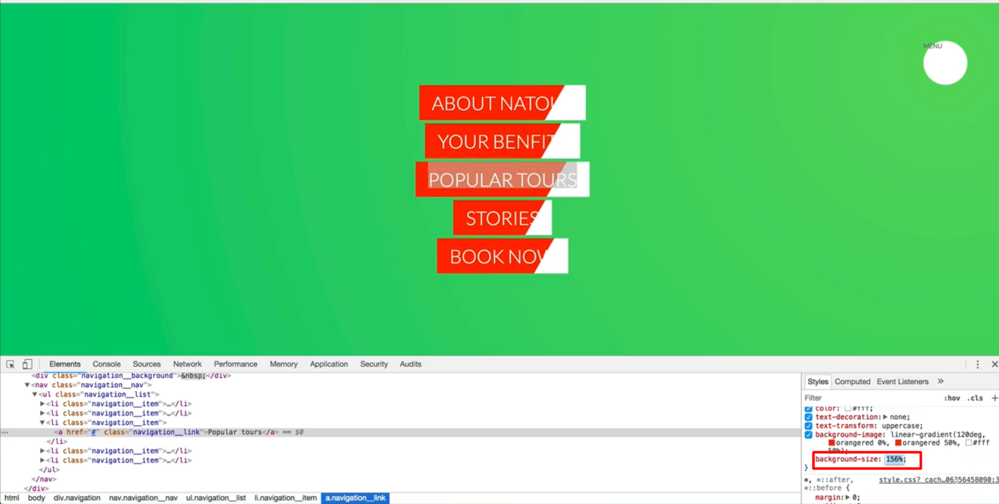 MENU
ABOUT NATOU
YOUR BENFIT
POPULAR TOURS
STORIES
BOOK NOW
Elements Console Sources Network Performance Memory Application Security Audits
<div class="navigation__background">&nbsp;</div>
▼<nav class="navigation__nav">
▼<ul class="navigation__list">
▶<li class="navigation__item">…</li>
▶<li class="navigation__item">…</li>
▼<li class="navigation__item">
… <a href="#" class="navigation__link">Popular tours</a> == $0
</li>
▶<li class="navigation__item">…</li>
▶<li class="navigation__item">…</li>
</ul>
</nav>
</div>
html body div.navigation nav.navigation__nav ul.navigation__list li.navigation__item a.navigation__link
Styles Computed Event Listeners »
Filter :hov .cls +
color: #fff;
text-decoration:▶ none;
text-transform: uppercase;
background-image: linear-gradient(120deg,
orangered 0%, orangered 50%, #fff
50%);
background-size: 156%;
}
*, *::after, style.css?_cach…06356458090:3
*::before {
margin:▶ 0;